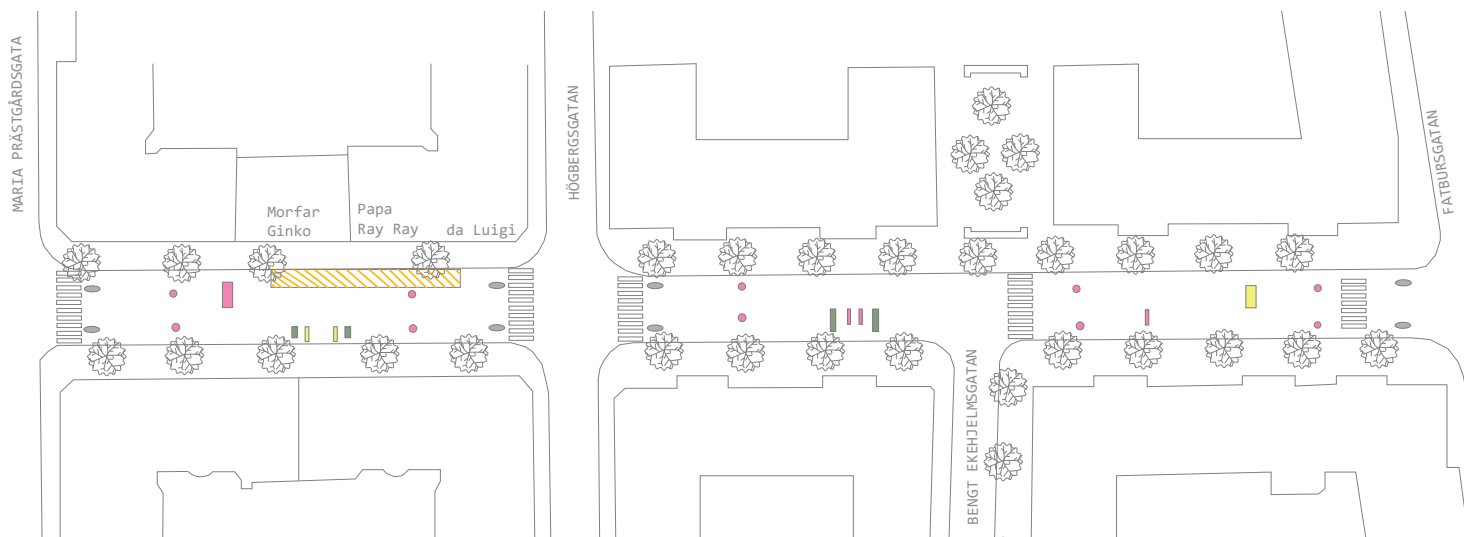 MARIA PRÄSTGÅRDSGATA
Morfar
Ginko
Papa
Ray Ray
da Luigi
HÖGBERGSGATAN
BENGT EKEHJELMSGATAN
FATBURSGATAN